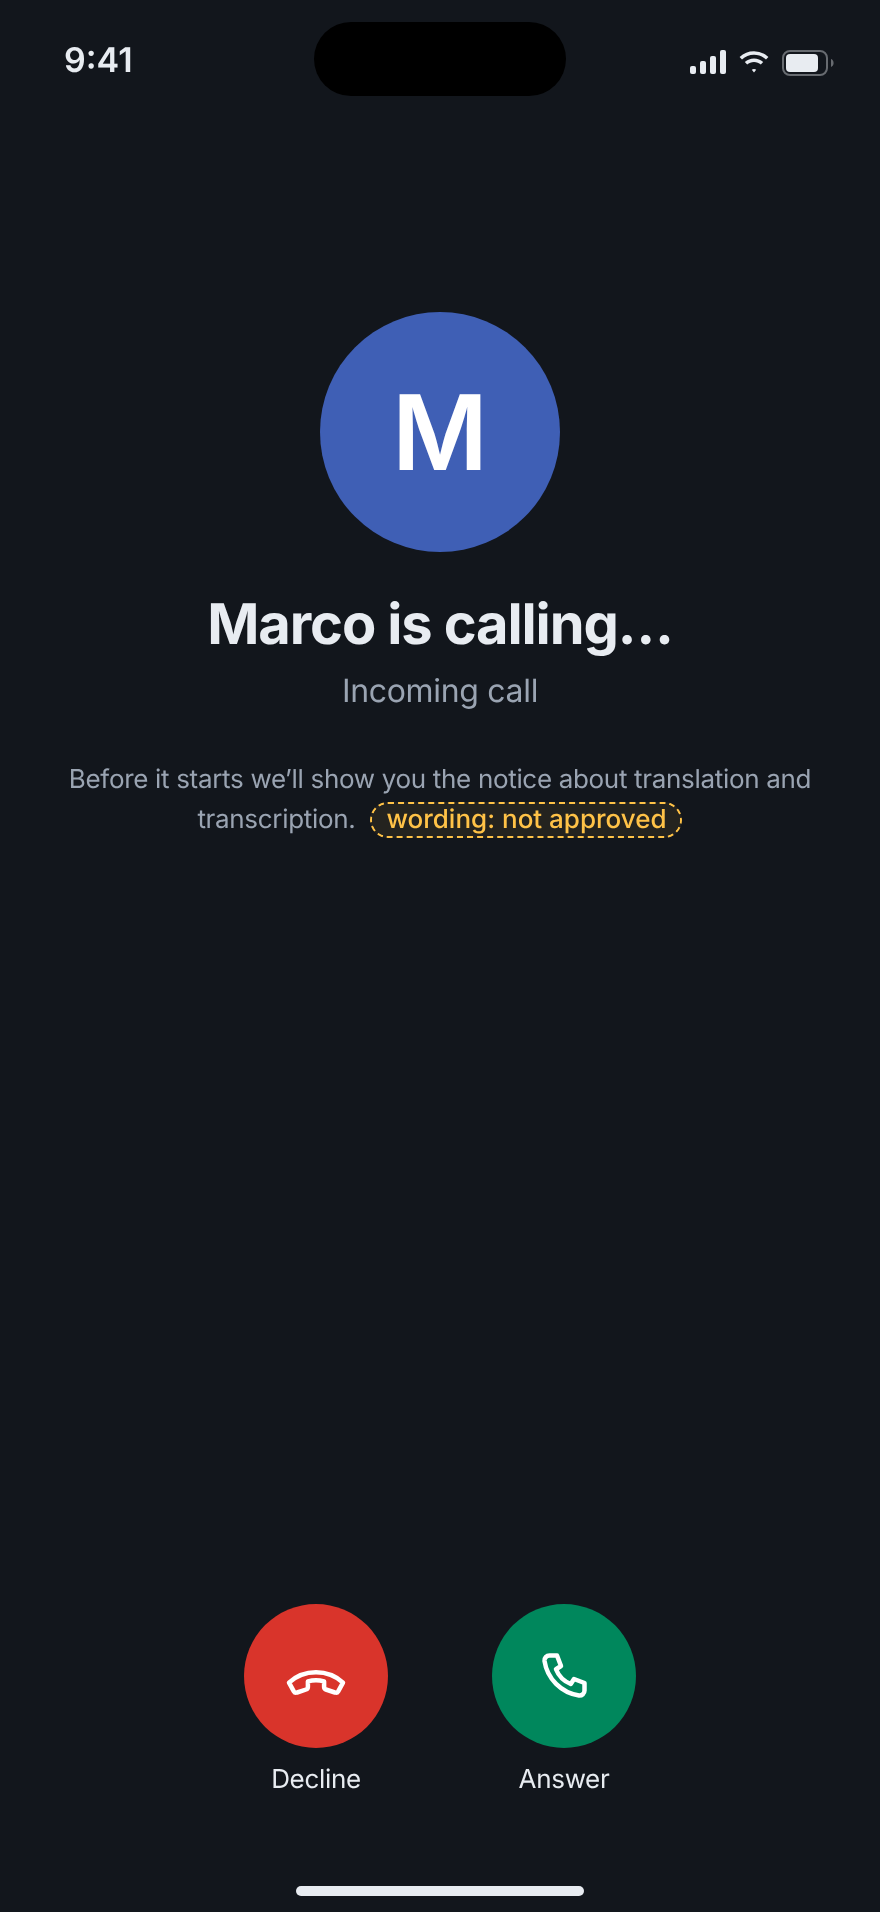 9:41
M
Marco is calling...
Incoming call
Before it starts we’ll show you the notice about translation and
transcription. wording: not approved
Decline
Answer